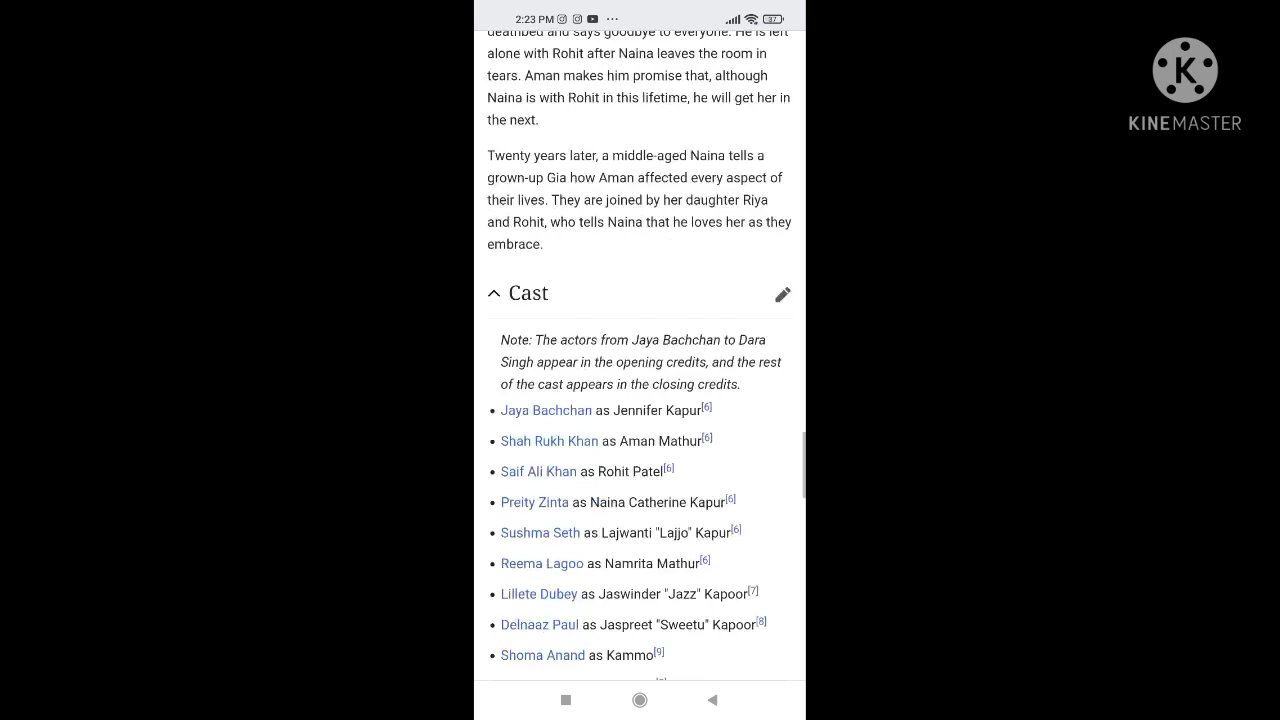 2:23 PM
37
deathbed and says goodbye to everyone. He is left
alone with Rohit after Naina leaves the room in
tears. Aman makes him promise that, although
Naina is with Rohit in this lifetime, he will get her in
the next.
Twenty years later, a middle-aged Naina tells a
grown-up Gia how Aman affected every aspect of
their lives. They are joined by her daughter Riya
and Rohit, who tells Naina that he loves her as they
embrace.
Cast
Note: The actors from Jaya Bachchan to Dara
Singh appear in the opening credits, and the rest
of the cast appears in the closing credits.
• Jaya Bachchan as Jennifer Kapur[6]
• Shah Rukh Khan as Aman Mathur[6]
• Saif Ali Khan as Rohit Patel[6]
• Preity Zinta as Naina Catherine Kapur[6]
• Sushma Seth as Lajwanti "Lajjo" Kapur[6]
• Reema Lagoo as Namrita Mathur[6]
• Lillete Dubey as Jaswinder "Jazz" Kapoor[7]
• Delnaaz Paul as Jaspreet "Sweetu" Kapoor[8]
• Shoma Anand as Kammo[9]
K
KINEMASTER